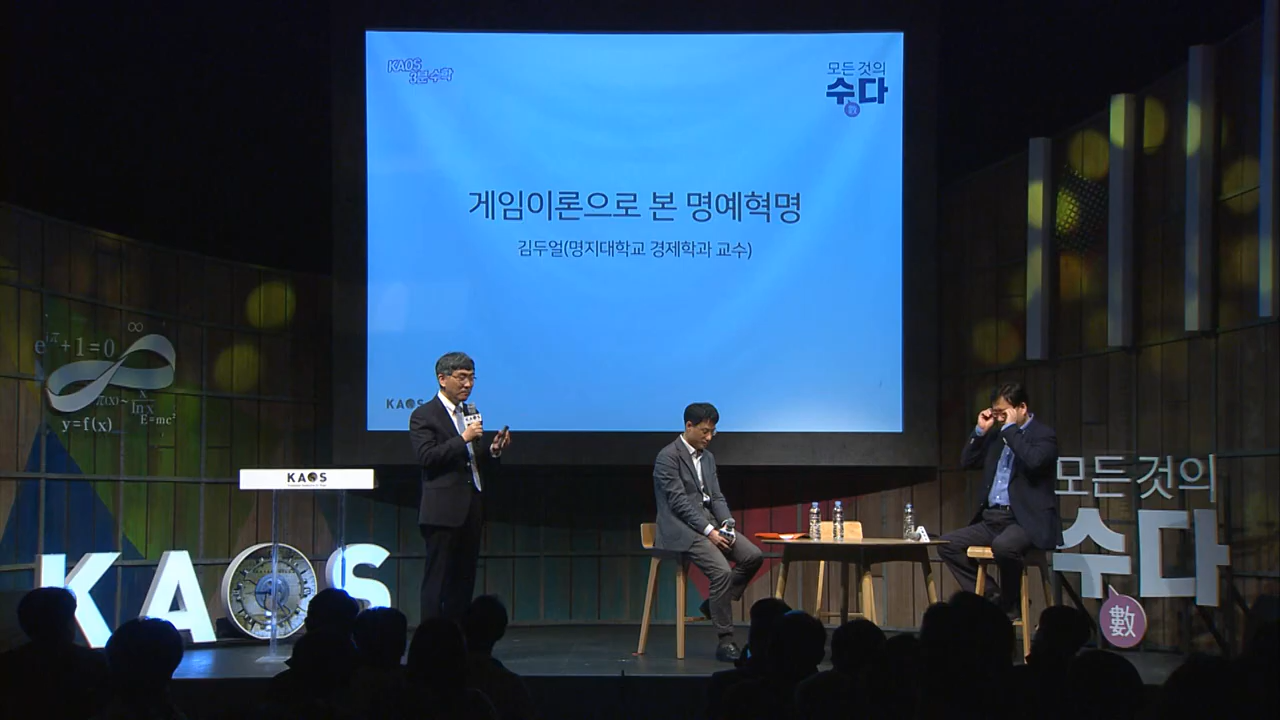 KAOS
3분수학
모든 것의
수다
數
게임이론으로 본 명예혁명
김두얼(명지대학교 경제학과 교수)
KAOS
∞
+1=0
x
lnx
E=mc²
y=f(x)
KAOS
KAOS
모든것의
수다
數